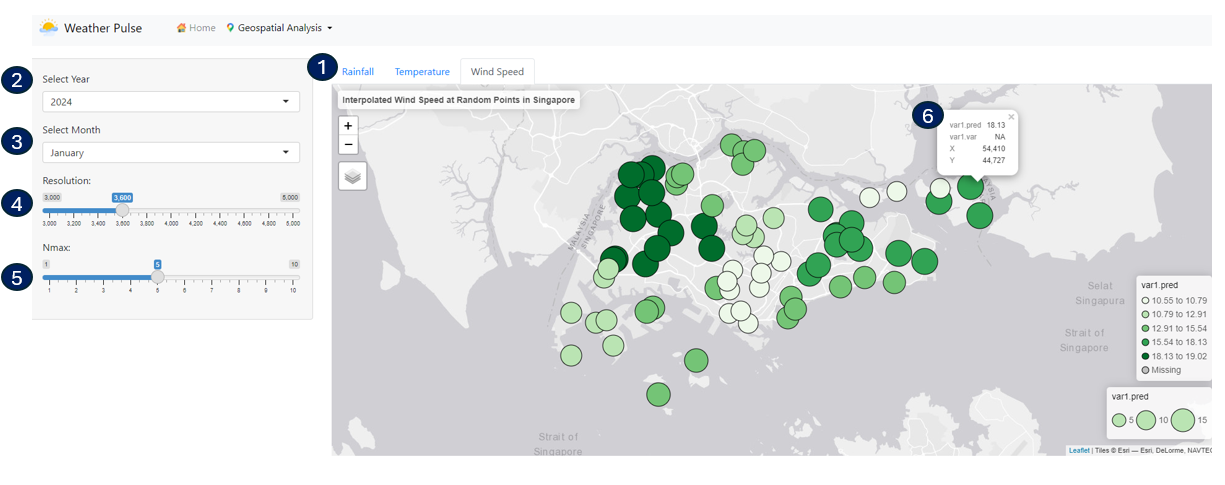 Weather Pulse
Home
Geospatial Analysis
1
Rainfall
Temperature
Wind Speed
2
Select Year
2024
3
Select Month
January
4
Resolution:
3,000
3,600
5,000
3,000 3,200 3,400 3,600 3,800 4,000 4,200 4,400 4,600 4,800 5,000
5
Nmax:
1
5
10
1 2 3 4 5 6 7 8 9 10
Interpolated Wind Speed at Random Points in Singapore
+
−
6
×
var1.pred 18.13
var1.var NA
X 54,410
Y 44,727
MALAYSIA
SINGAPORE
Selat
Singapura
Strait of
Singapore
Strait of
Singapore
var1.pred
10.55 to 10.79
10.79 to 12.91
12.91 to 15.54
15.54 to 18.13
18.13 to 19.02
Missing
var1.pred
5 10 15
Leaflet | Tiles © Esri — Esri, DeLorme, NAVTEC